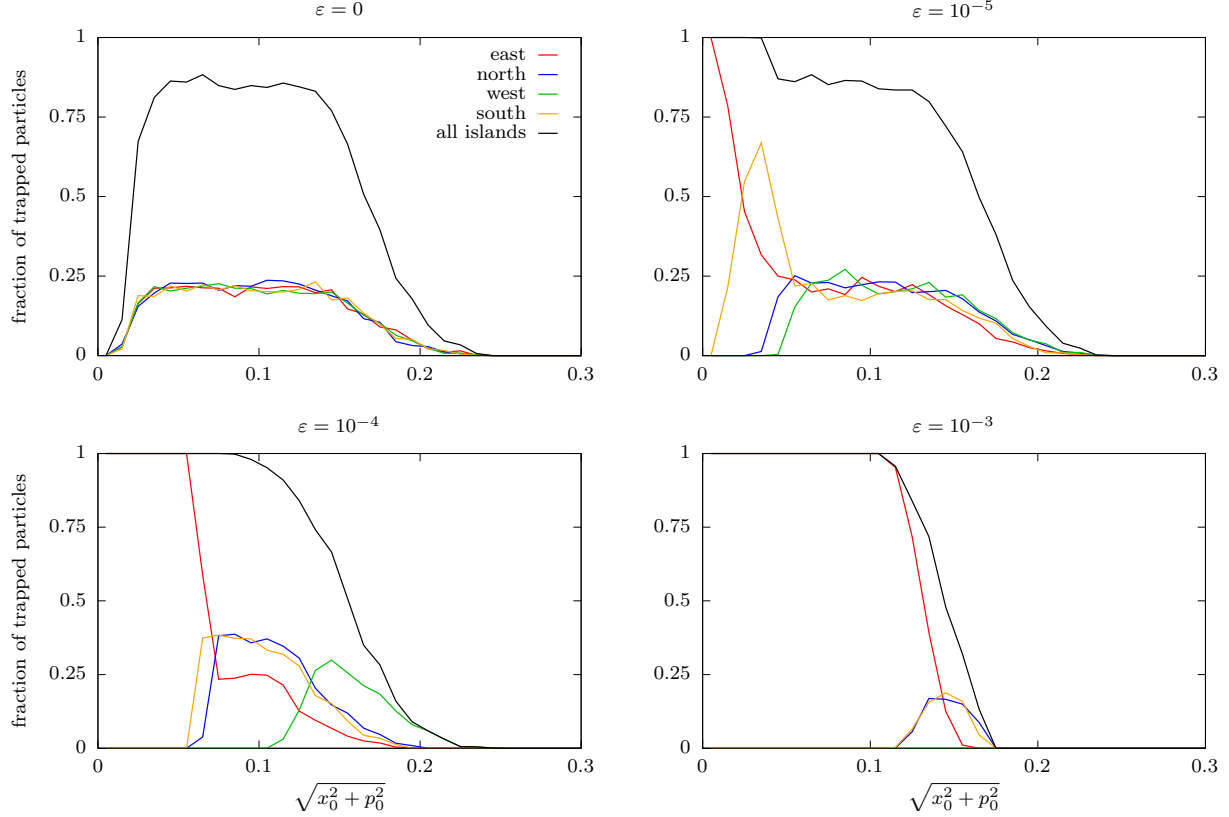 ε = 0
fraction of trapped particles
1
0.75
0.5
0.25
0
0
0.1
0.2
0.3
east
north
west
south
all islands
ε = 10⁻⁵
1
0.75
0.5
0.25
0
0
0.1
0.2
0.3
ε = 10⁻⁴
fraction of trapped particles
1
0.75
0.5
0.25
0
0
0.1
0.2
0.3
√(x₀² + p₀²)
ε = 10⁻³
1
0.75
0.5
0.25
0
0
0.1
0.2
0.3
√(x₀² + p₀²)